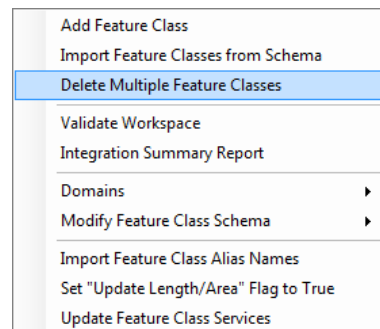 Add Feature Class
Import Feature Classes from Schema
Delete Multiple Feature Classes
Validate Workspace
Integration Summary Report
Domains
Modify Feature Class Schema
Import Feature Class Alias Names
Set "Update Length/Area" Flag to True
Update Feature Class Services